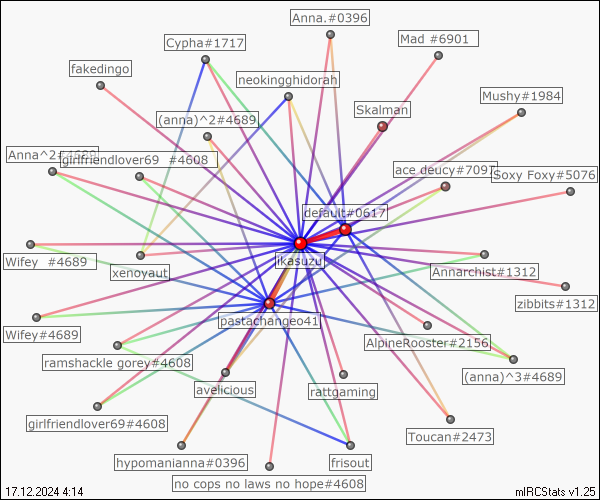 Anna.#0396
Cypha#1717
Mad #6901
fakedingo
neokingghidorah
Mushy#1984
Skalman
(anna)^2#4689
Anna^2#4689
girlfriendlover69 #4608
ace deucy#7097
Soxy Foxy#5076
default#0617
Wifey #4689
ikasuzu
xenoyaut
Annarchist#1312
zibbits#1312
Wifey#4689
pastachangeo41
AlpineRooster#2156
ramshackle gorey#4608
(anna)^3#4689
avelicious
rattgaming
girlfriendlover69#4608
Toucan#2473
hypomanianna#0396
frisout
no cops no laws no hope#4608
17.12.2024 4:14
mIRCStats v1.25